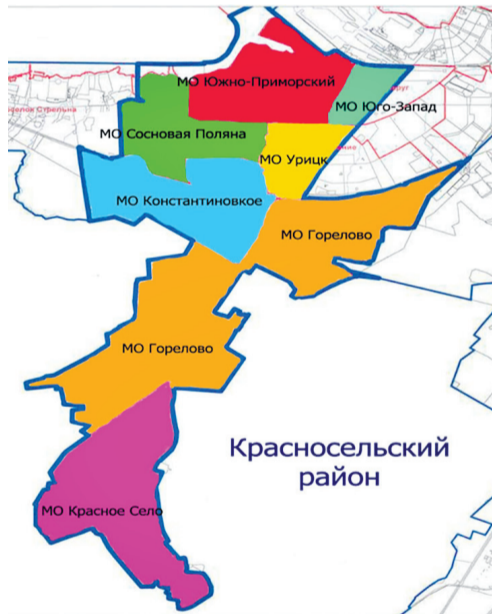 МО Южно-Приморский
МО Юго-Запад
МО Сосновая Поляна
МО Урицк
МО Константиновкое
МО Горелово
МО Горелово
Красносельский
район
МО Красное Село